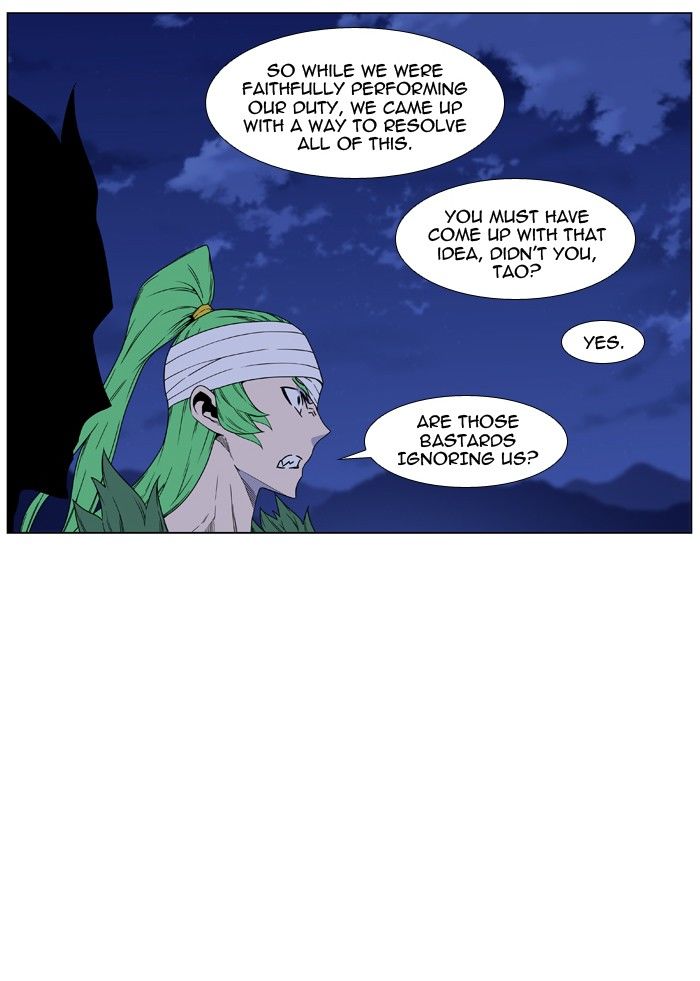 SO WHILE WE WERE
FAITHFULLY PERFORMING
OUR DUTY, WE CAME UP
WITH A WAY TO RESOLVE
ALL OF THIS.
YOU MUST HAVE
COME UP WITH THAT
IDEA, DIDN'T YOU,
TAO?
YES.
ARE THOSE
BASTARDS
IGNORING US?